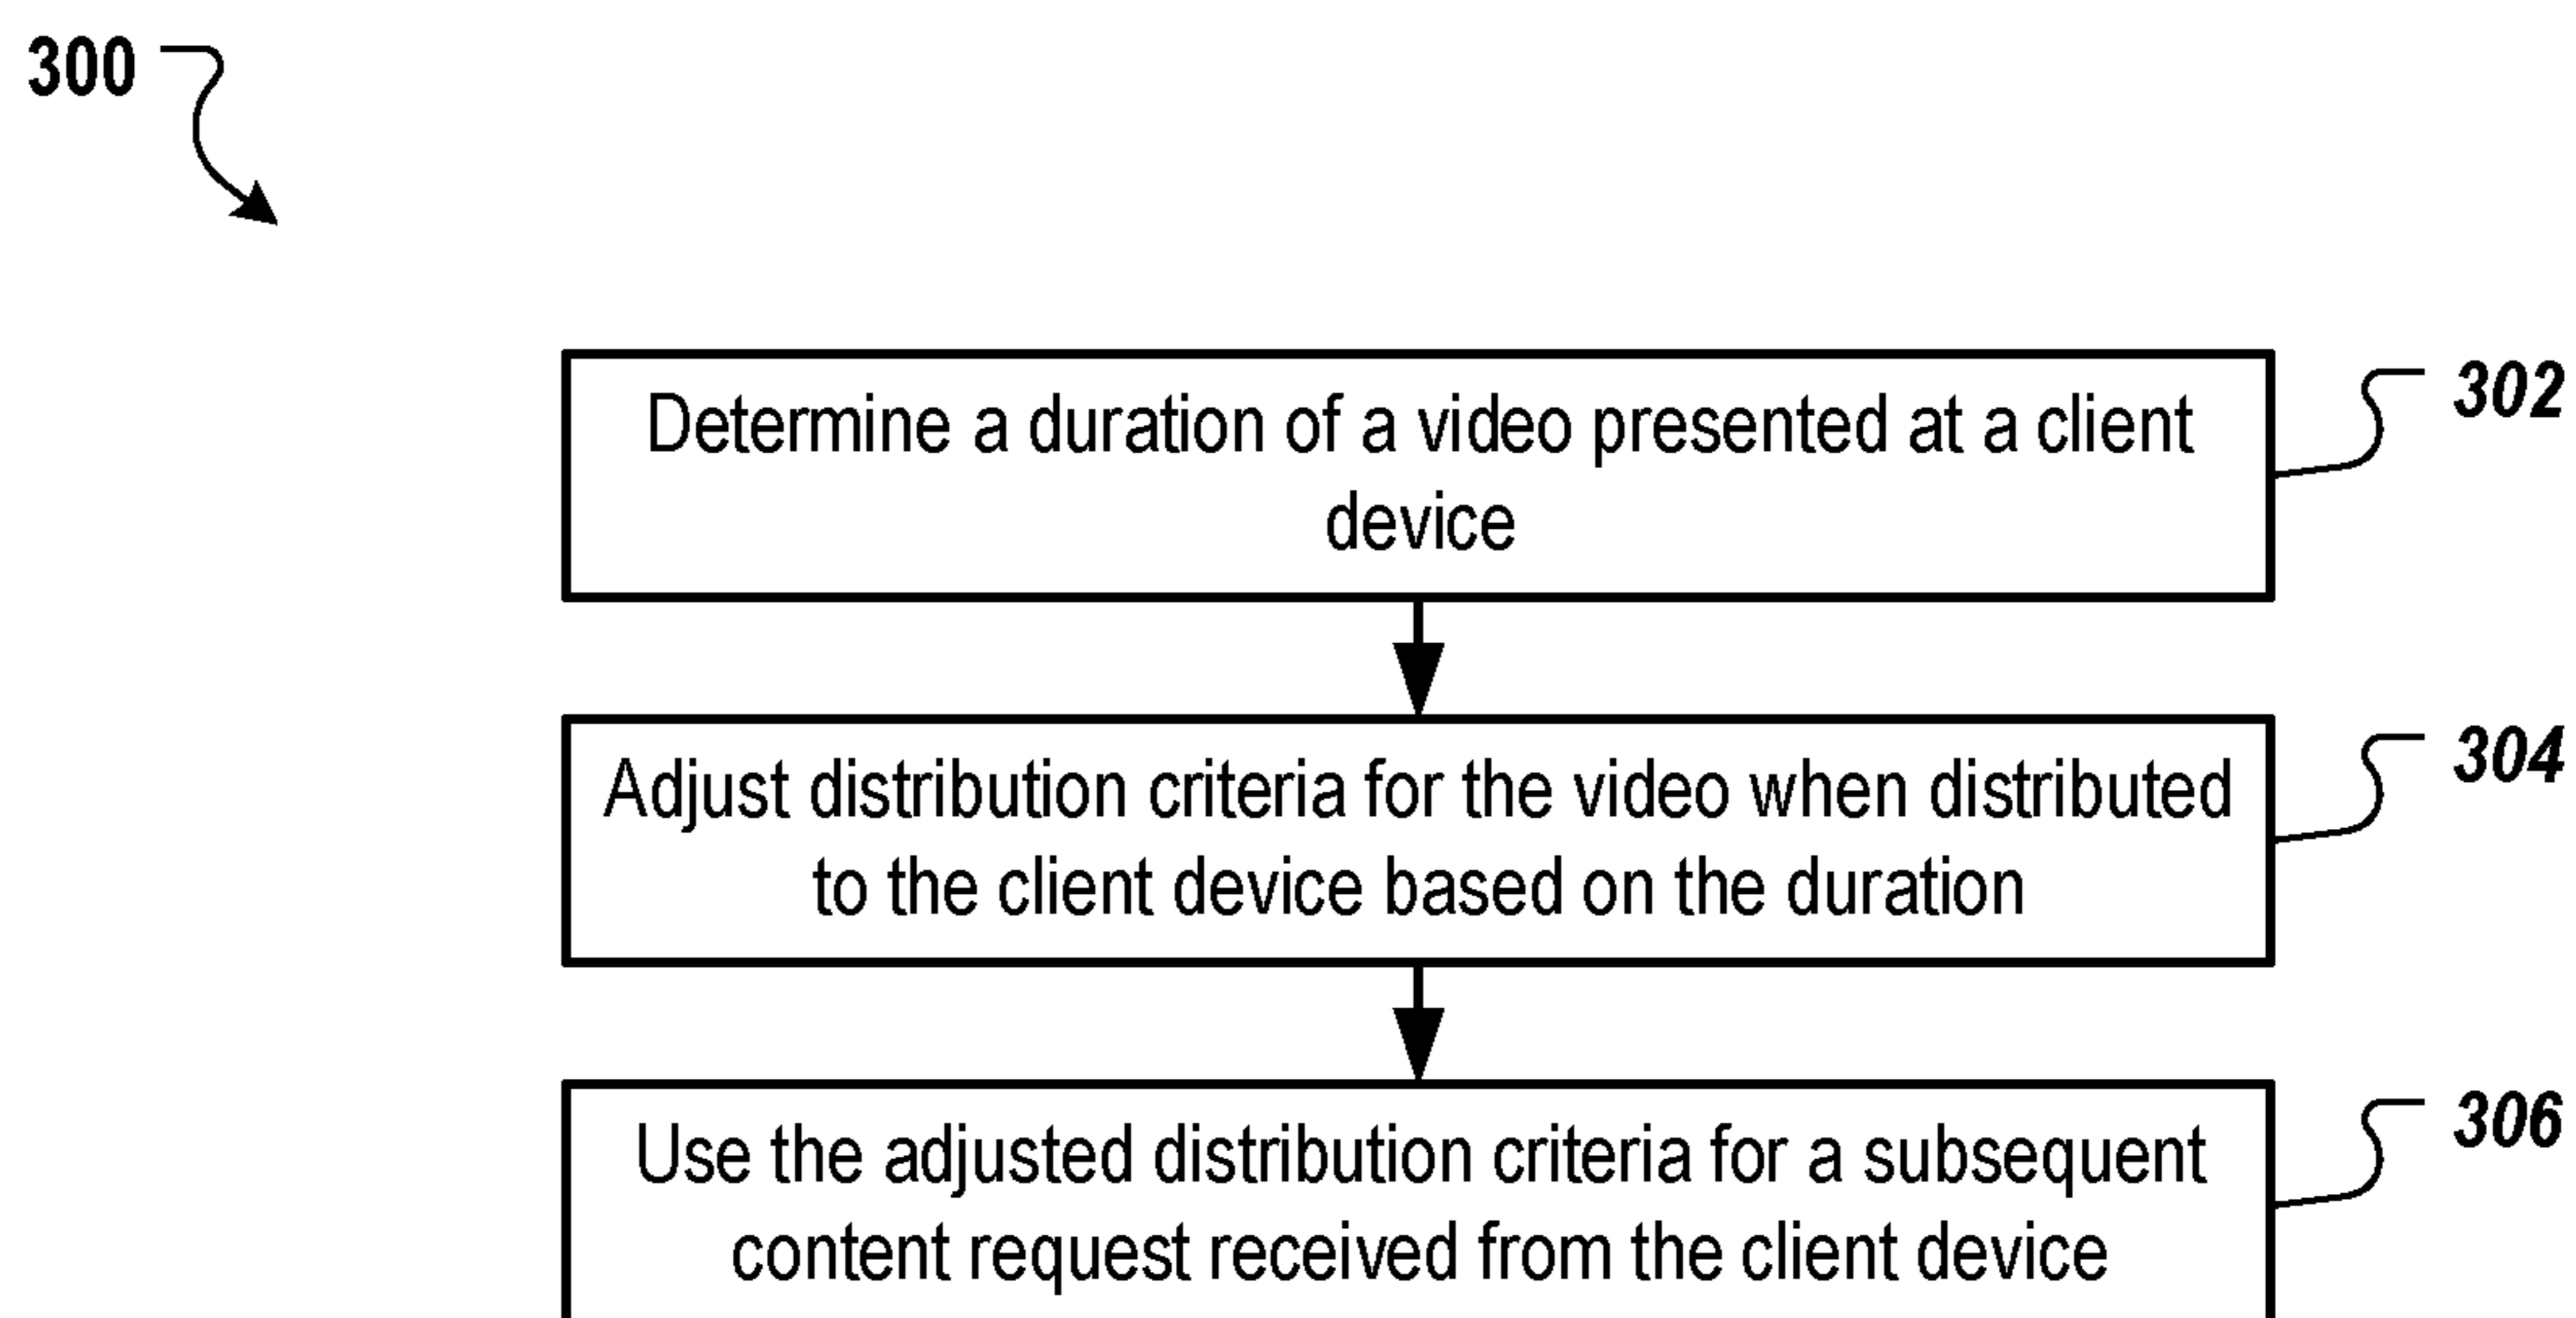 300
Determine a duration of a video presented at a client
device
302
Adjust distribution criteria for the video when distributed
to the client device based on the duration
304
Use the adjusted distribution criteria for a subsequent
content request received from the client device
306